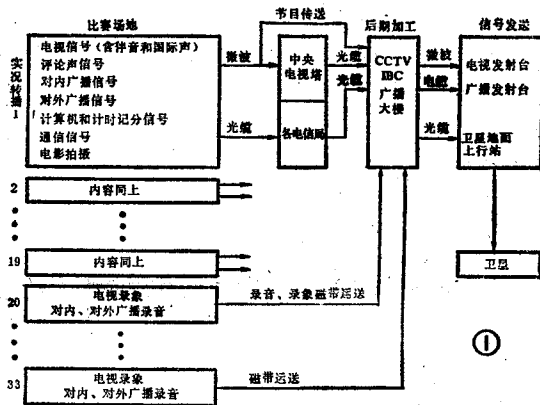 比赛场地
节目传送
后期加工
信号发送
实况转播
1
电视信号（含伴音和国际声）
评论声信号
对内广播信号
对外广播信号
计算机和计时记分信号
通信信号
电影拍摄
微波
光缆
中央
电视塔
各电信局
光缆
光缆
CCTV
IBC
广播
大楼
微波
电缆
光缆
电视发射台
广播发射台
卫星地面
上行站
卫星
2
内容同上
19
内容同上
20
电视录象
对内、对外广播录音
录音、录象磁带运送
33
电视录象
对内、对外广播录音
磁带运送
①